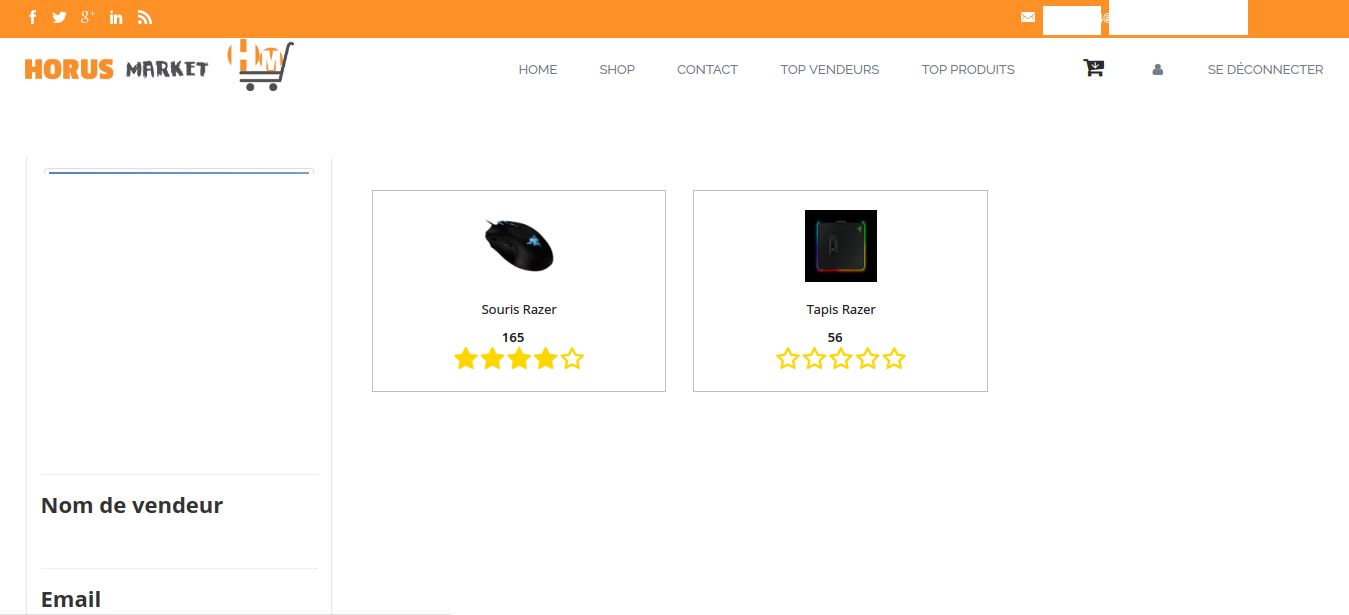 HORUS MARKET HM
HOME SHOP CONTACT TOP VENDEURS TOP PRODUITS SE DÉCONNECTER
Souris Razer
165
Tapis Razer
56
Nom de vendeur
Email